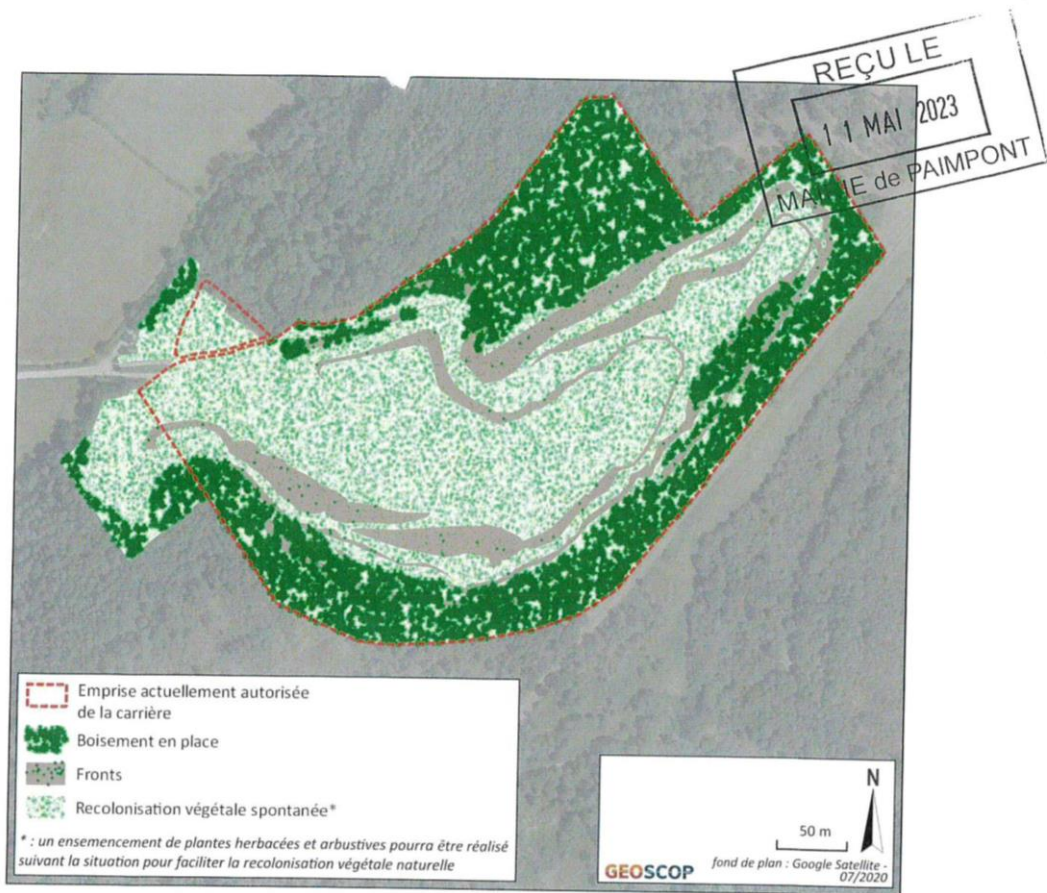 REÇU LE
11 MAI 2023
MAIRIE de PAIMPONT
Emprise actuellement autorisée
de la carrière
Boisement en place
Fronts
Recolonisation végétale spontanée*
* : un ensemencement de plantes herbacées et arbustives pourra être réalisé
suivant la situation pour faciliter la recolonisation végétale naturelle
N
50 m
GEOSCOP
fond de plan : Google Satellite -
07/2020